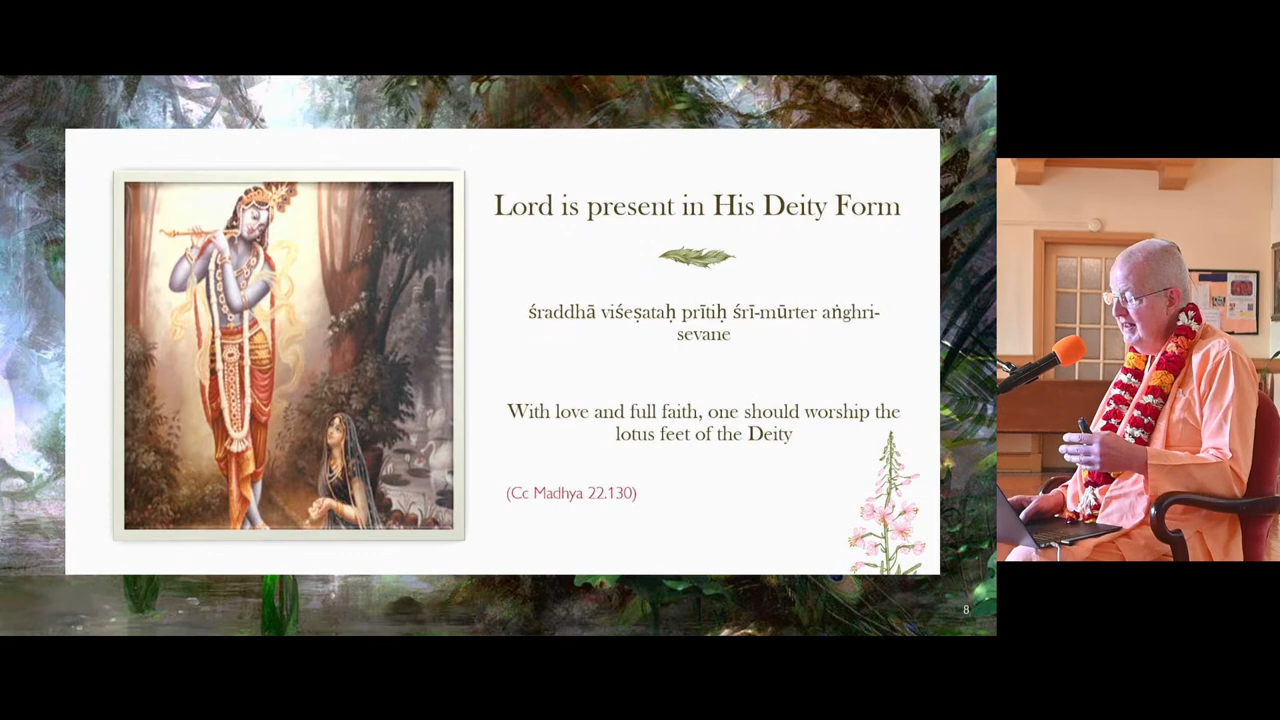 Lord is present in His Deity Form
śraddhā viśeṣataḥ prītiḥ śrī-mūrter aṅghri-
sevane
With love and full faith, one should worship the
lotus feet of the Deity
(Cc Madhya 22.130)
8